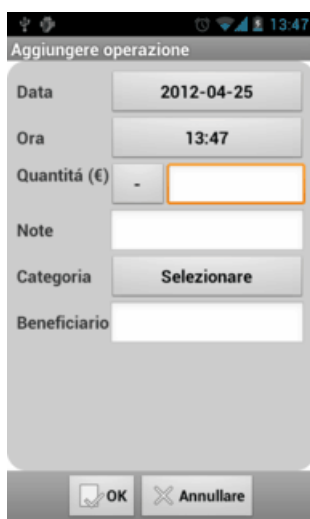 13:47
Aggiungere operazione
Data 2012-04-25
Ora 13:47
Quantitá (€) -
Note
Categoria Selezionare
Beneficiario
OK Annullare